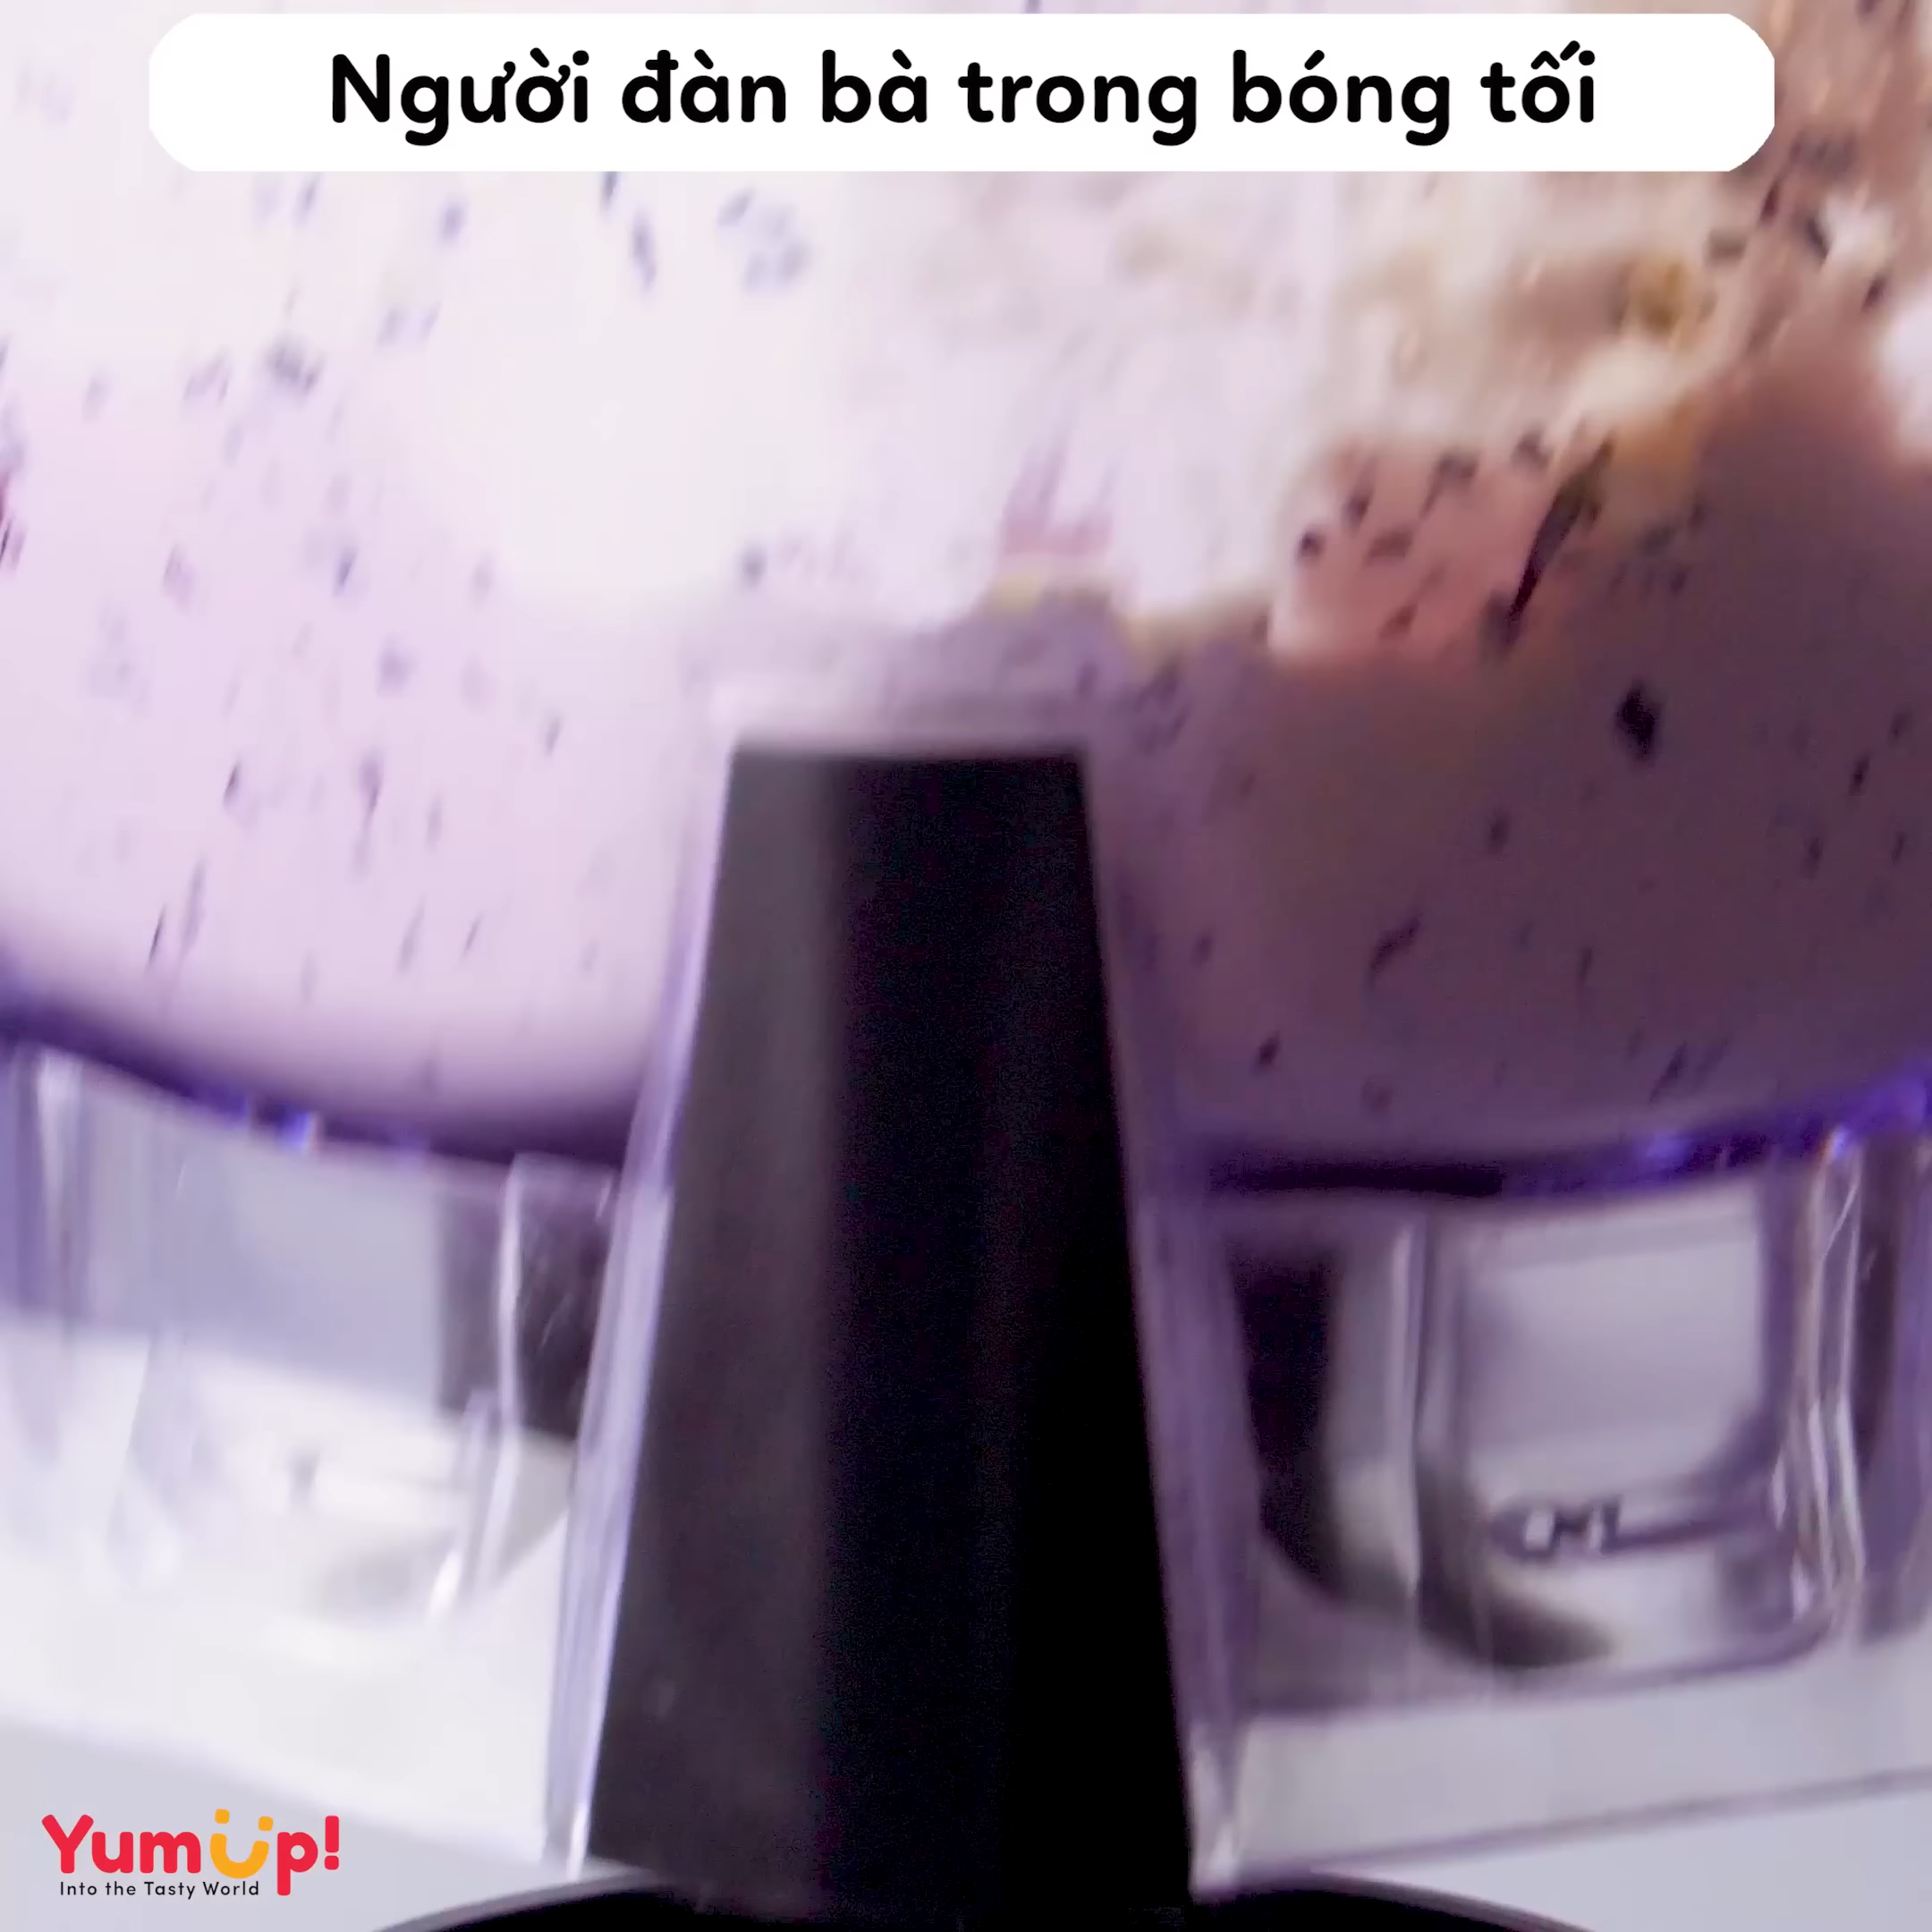 Người đàn bà trong bóng tối
YumUp!
Into the Tasty World